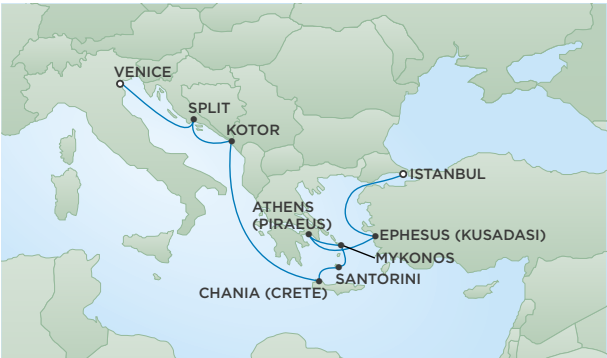 VENICE
SPLIT
KOTOR
ISTANBUL
ATHENS
(PIRAEUS)
EPHESUS (KUSADASI)
MYKONOS
SANTORINI
CHANIA (CRETE)